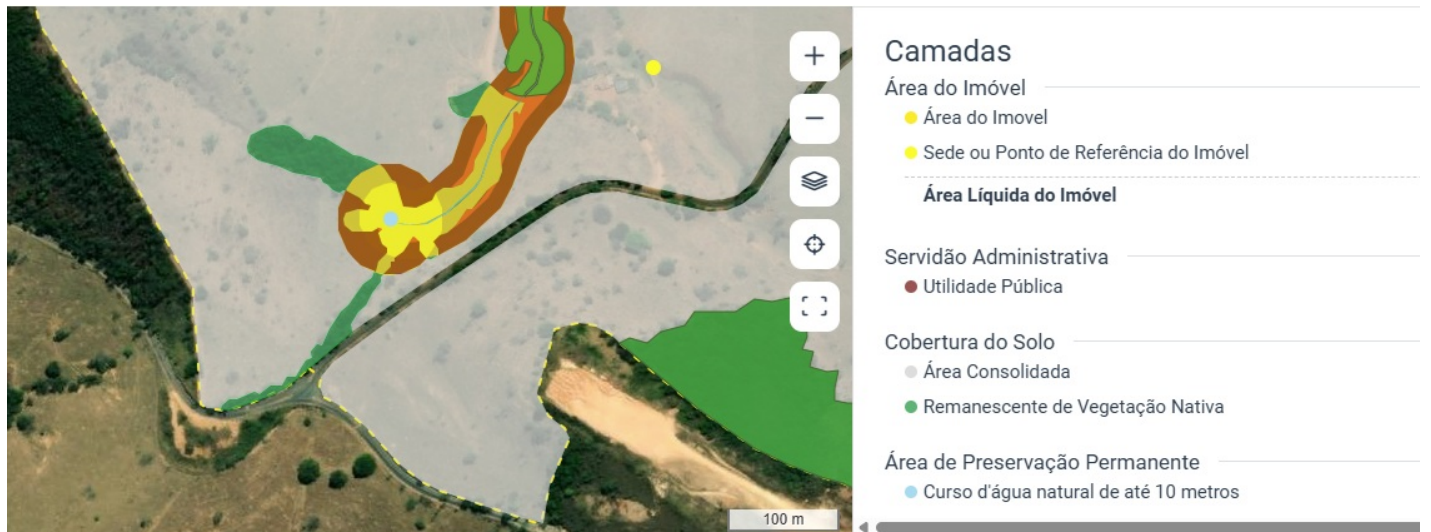 100 m
Camadas
Área do Imóvel
Área do Imovel
Sede ou Ponto de Referência do Imóvel
Área Líquida do Imóvel
Servidão Administrativa
Utilidade Pública
Cobertura do Solo
Área Consolidada
Remanescente de Vegetação Nativa
Área de Preservação Permanente
Curso d'água natural de até 10 metros